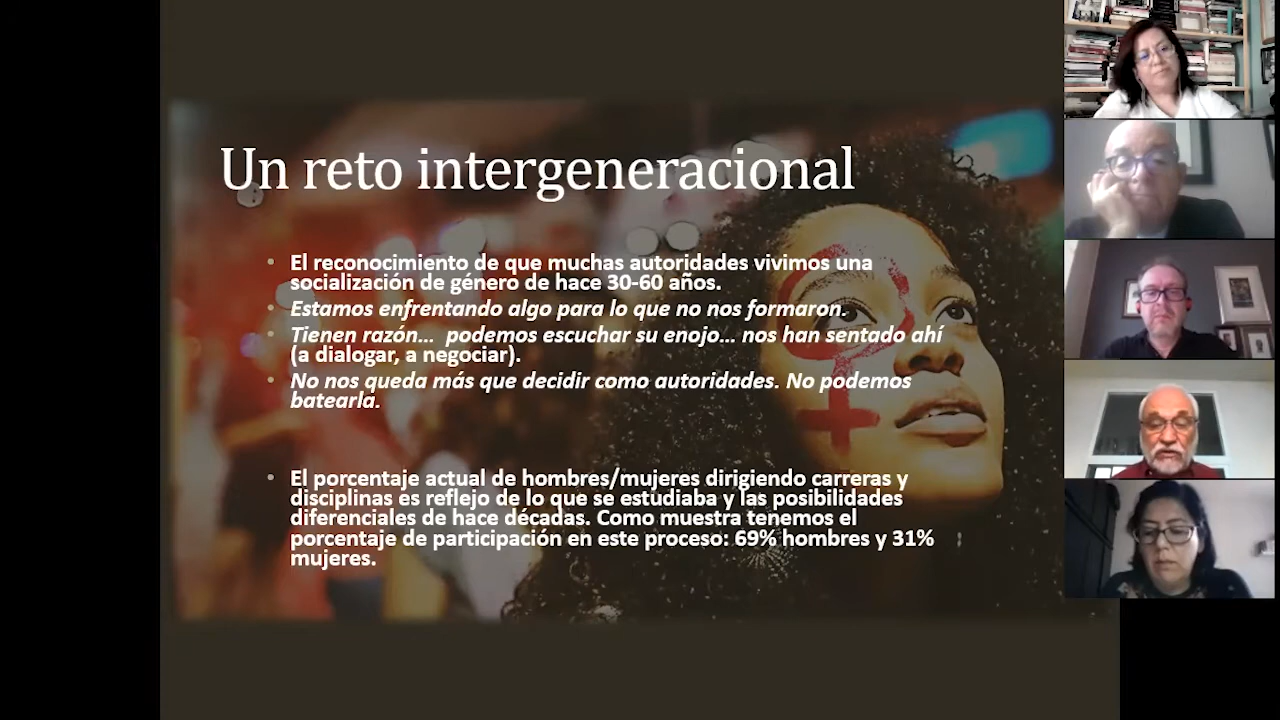 Un reto intergeneracional
• El reconocimiento de que muchas autoridades vivimos una
socialización de género de hace 30-60 años.
• Estamos enfrentando algo para lo que no nos formaron.
• Tienen razón... podemos escuchar su enojo... nos han sentado ahí
(a dialogar, a negociar).
• No nos queda más que decidir como autoridades. No podemos
batearla.
• El porcentaje actual de hombres/mujeres dirigiendo carreras y
disciplinas es reflejo de lo que se estudiaba y las posibilidades
diferenciales de hace décadas. Como muestra tenemos el
porcentaje de participación en este proceso: 69% hombres y 31%
mujeres.